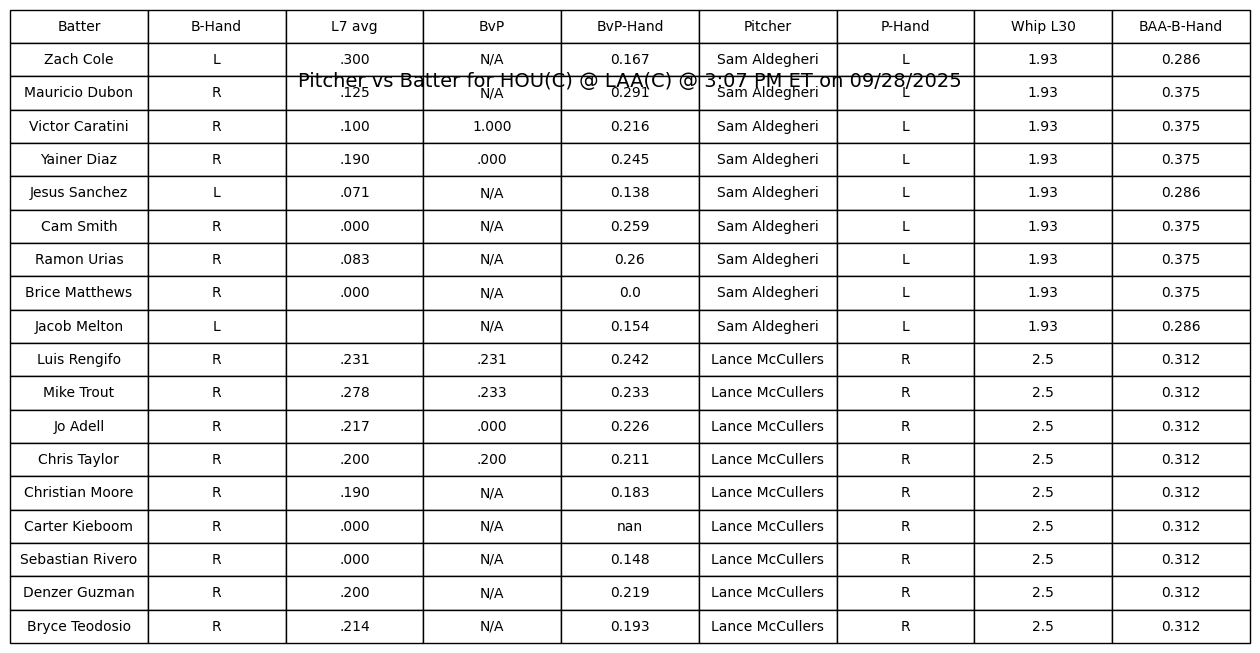 Batter B-Hand L7 avg BvP BvP-Hand Pitcher P-Hand Whip L30 BAA-B-Hand
Zach Cole L .300 N/A 0.167 Sam Aldegheri L 1.93 0.286
Pitcher vs Batter for HOU(C) @ LAA(C) @ 3:07 PM ET on 09/28/2025
Mauricio Dubon R .125 N/A 0.291 Sam Aldegheri L 1.93 0.375
Victor Caratini R .100 1.000 0.216 Sam Aldegheri L 1.93 0.375
Yainer Diaz R .190 .000 0.245 Sam Aldegheri L 1.93 0.375
Jesus Sanchez L .071 N/A 0.138 Sam Aldegheri L 1.93 0.286
Cam Smith R .000 N/A 0.259 Sam Aldegheri L 1.93 0.375
Ramon Urias R .083 N/A 0.26 Sam Aldegheri L 1.93 0.375
Brice Matthews R .000 N/A 0.0 Sam Aldegheri L 1.93 0.375
Jacob Melton L N/A 0.154 Sam Aldegheri L 1.93 0.286
Luis Rengifo R .231 .231 0.242 Lance McCullers R 2.5 0.312
Mike Trout R .278 .233 0.233 Lance McCullers R 2.5 0.312
Jo Adell R .217 .000 0.226 Lance McCullers R 2.5 0.312
Chris Taylor R .200 .200 0.211 Lance McCullers R 2.5 0.312
Christian Moore R .190 N/A 0.183 Lance McCullers R 2.5 0.312
Carter Kieboom R .000 N/A nan Lance McCullers R 2.5 0.312
Sebastian Rivero R .000 N/A 0.148 Lance McCullers R 2.5 0.312
Denzer Guzman R .200 N/A 0.219 Lance McCullers R 2.5 0.312
Bryce Teodosio R .214 N/A 0.193 Lance McCullers R 2.5 0.312